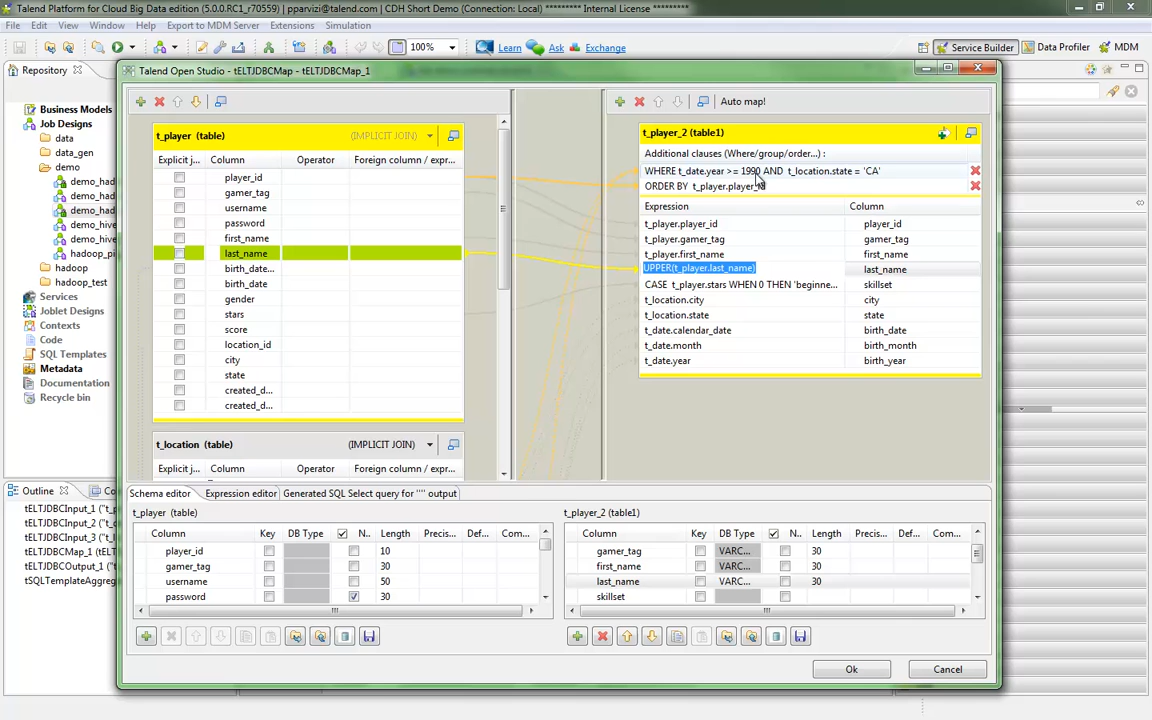 Talend Platform for Cloud Big Data edition (5.0.0.RC1_r70559) | pparvizi@talend.com | CDH Short Demo (Connection: Local) ********* Internal License *********
File Edit View Window Help Export to MDM Server Extensions Simulation
100% Learn Ask Exchange Service Builder Data Profiler MDM
Repository
Business Models
Job Designs
data
data_gen
demo
demo_had
demo_had
demo_had
demo_hive
demo_hive
hadoop_pi
hadoop
hadoop_test
Services
Joblet Designs
Contexts
Code
SQL Templates
Metadata
Documentation
Recycle bin
Outline Co
tELTJDBCInput_1 ("t_p
tELTJDBCInput_2 ("t_c
tELTJDBCInput_3 ("t_l
tELTJDBCMap_1 (tELT
tELTJDBCOutput_1 ("t
tSQLTemplateAggreg
Talend Open Studio - tELTJDBCMap - tELTJDBCMap_1
t_player (table) (IMPLICIT JOIN)
Explicit j... Column Operator Foreign column / expr...
player_id
gamer_tag
username
password
first_name
last_name
birth_date...
birth_date
gender
stars
score
location_id
city
state
created_d...
created_d...
t_location (table) (IMPLICIT JOIN)
Explicit j... Column Operator Foreign column / expr...
Auto map!
t_player_2 (table1)
Additional clauses (Where/group/order...) :
WHERE t_date.year >= 1990 AND t_location.state = 'CA'
ORDER BY t_player.player_id
Expression Column
t_player.player_id player_id
t_player.gamer_tag gamer_tag
t_player.first_name first_name
UPPER(t_player.last_name) last_name
CASE t_player.stars WHEN 0 THEN 'beginne... skillset
t_location.city city
t_location.state state
t_date.calendar_date birth_date
t_date.month birth_month
t_date.year birth_year
Schema editor Expression editor Generated SQL Select query for "" output
t_player (table)
Column Key DB Type N.. Length Precis... Def... Com...
player_id 10
gamer_tag 30
username 50
password 30
t_player_2 (table1)
Column Key DB Type N.. Length Precis... Def... Com...
gamer_tag VARC... 30
first_name VARC... 30
last_name VARC... 30
skillset
Ok Cancel